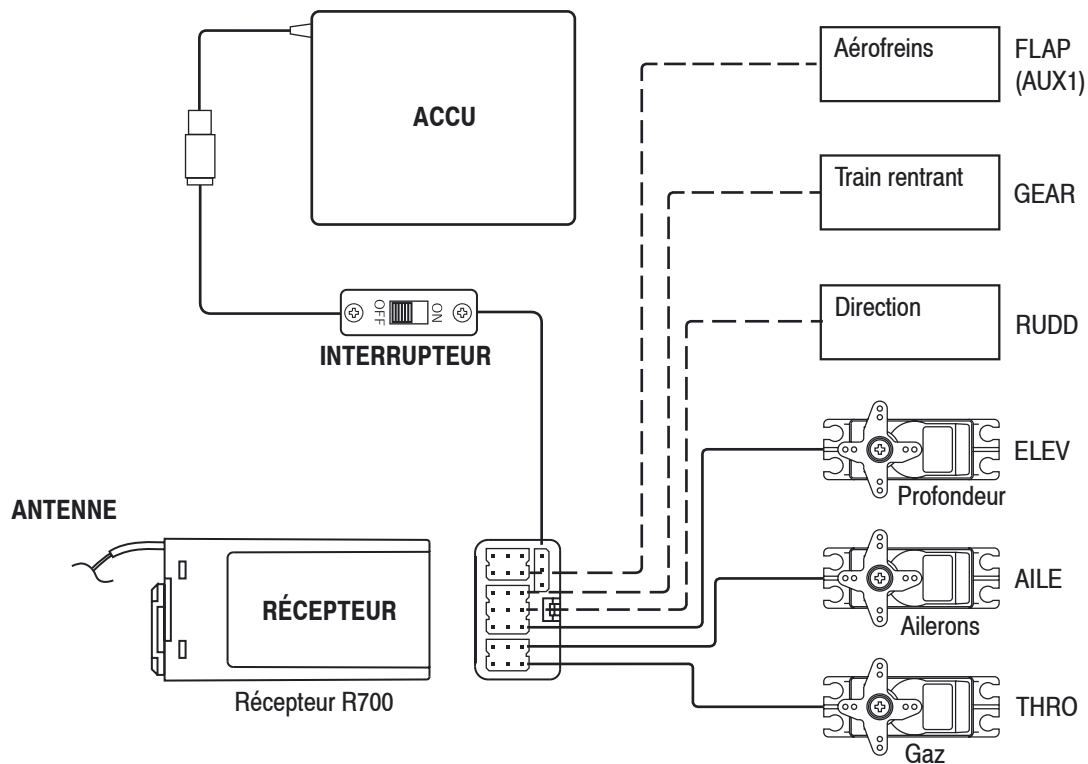 Aérofreins
FLAP
(AUX1)
ACCU
Train rentrant
GEAR
Direction
RUDD
OFF
ON
INTERRUPTEUR
ELEV
Profondeur
ANTENNE
AILE
Ailerons
RÉCEPTEUR
Récepteur R700
THRO
Gaz